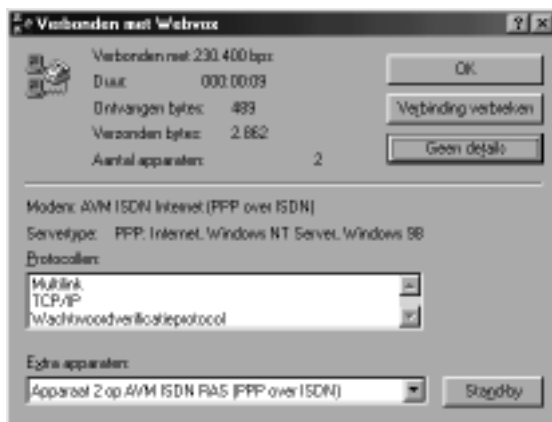 Verbonden met Webvox
Verbonden met 230.400 bps
Duur: 000:00:09
Ontvangen bytes: 489
Verzonden bytes: 2.862
Aantal apparaten: 2
OK
Verbinding verbreken
Geen details
Modem: AVM ISDN Internet (PPP over ISDN)
Servertype: PPP: Internet, Windows NT Server, Windows 98
Protocollen:
Multilink
TCP/IP
Wachtwoordverificatieprotocol
Extra apparaten:
Apparaat 2 op AVM ISDN RAS (PPP over ISDN)
Standby